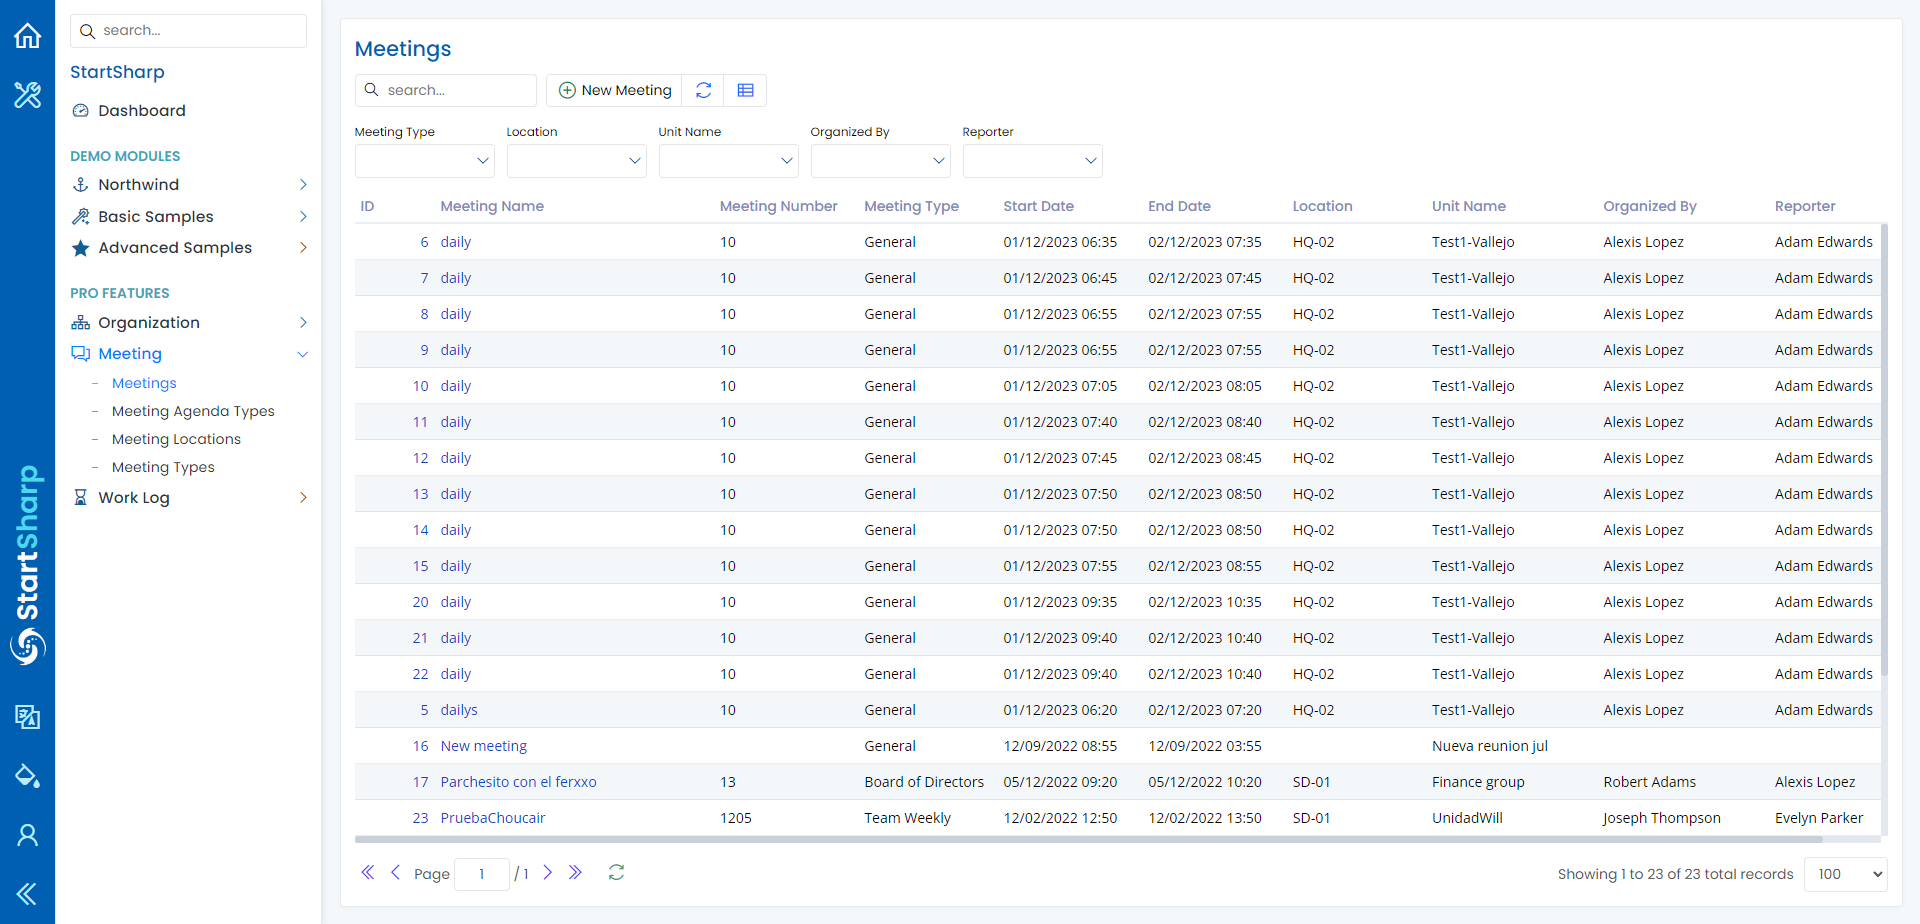 search...
StartSharp
Dashboard
DEMO MODULES
Northwind
Basic Samples
Advanced Samples
PRO FEATURES
Organization
Meeting
- Meetings
- Meeting Agenda Types
- Meeting Locations
- Meeting Types
Work Log
StartSharp
Meetings
search...
New Meeting
Meeting Type Location Unit Name Organized By Reporter
ID Meeting Name Meeting Number Meeting Type Start Date End Date Location Unit Name Organized By Reporter
6 daily 10 General 01/12/2023 06:35 02/12/2023 07:35 HQ-02 Test1-Vallejo Alexis Lopez Adam Edwards
7 daily 10 General 01/12/2023 06:45 02/12/2023 07:45 HQ-02 Test1-Vallejo Alexis Lopez Adam Edwards
8 daily 10 General 01/12/2023 06:55 02/12/2023 07:55 HQ-02 Test1-Vallejo Alexis Lopez Adam Edwards
9 daily 10 General 01/12/2023 06:55 02/12/2023 07:55 HQ-02 Test1-Vallejo Alexis Lopez Adam Edwards
10 daily 10 General 01/12/2023 07:05 02/12/2023 08:05 HQ-02 Test1-Vallejo Alexis Lopez Adam Edwards
11 daily 10 General 01/12/2023 07:40 02/12/2023 08:40 HQ-02 Test1-Vallejo Alexis Lopez Adam Edwards
12 daily 10 General 01/12/2023 07:45 02/12/2023 08:45 HQ-02 Test1-Vallejo Alexis Lopez Adam Edwards
13 daily 10 General 01/12/2023 07:50 02/12/2023 08:50 HQ-02 Test1-Vallejo Alexis Lopez Adam Edwards
14 daily 10 General 01/12/2023 07:50 02/12/2023 08:50 HQ-02 Test1-Vallejo Alexis Lopez Adam Edwards
15 daily 10 General 01/12/2023 07:55 02/12/2023 08:55 HQ-02 Test1-Vallejo Alexis Lopez Adam Edwards
20 daily 10 General 01/12/2023 09:35 02/12/2023 10:35 HQ-02 Test1-Vallejo Alexis Lopez Adam Edwards
21 daily 10 General 01/12/2023 09:40 02/12/2023 10:40 HQ-02 Test1-Vallejo Alexis Lopez Adam Edwards
22 daily 10 General 01/12/2023 09:40 02/12/2023 10:40 HQ-02 Test1-Vallejo Alexis Lopez Adam Edwards
5 dailys 10 General 01/12/2023 06:20 02/12/2023 07:20 HQ-02 Test1-Vallejo Alexis Lopez Adam Edwards
16 New meeting General 12/09/2022 08:55 12/09/2022 03:55 Nueva reunion jul
17 Parchesito con el ferxxo 13 Board of Directors 05/12/2022 09:20 05/12/2022 10:20 SD-01 Finance group Robert Adams Alexis Lopez
23 PruebaChoucair 1205 Team Weekly 12/02/2022 12:50 12/02/2022 13:50 SD-01 UnidadWill Joseph Thompson Evelyn Parker
Page 1 / 1
Showing 1 to 23 of 23 total records 100